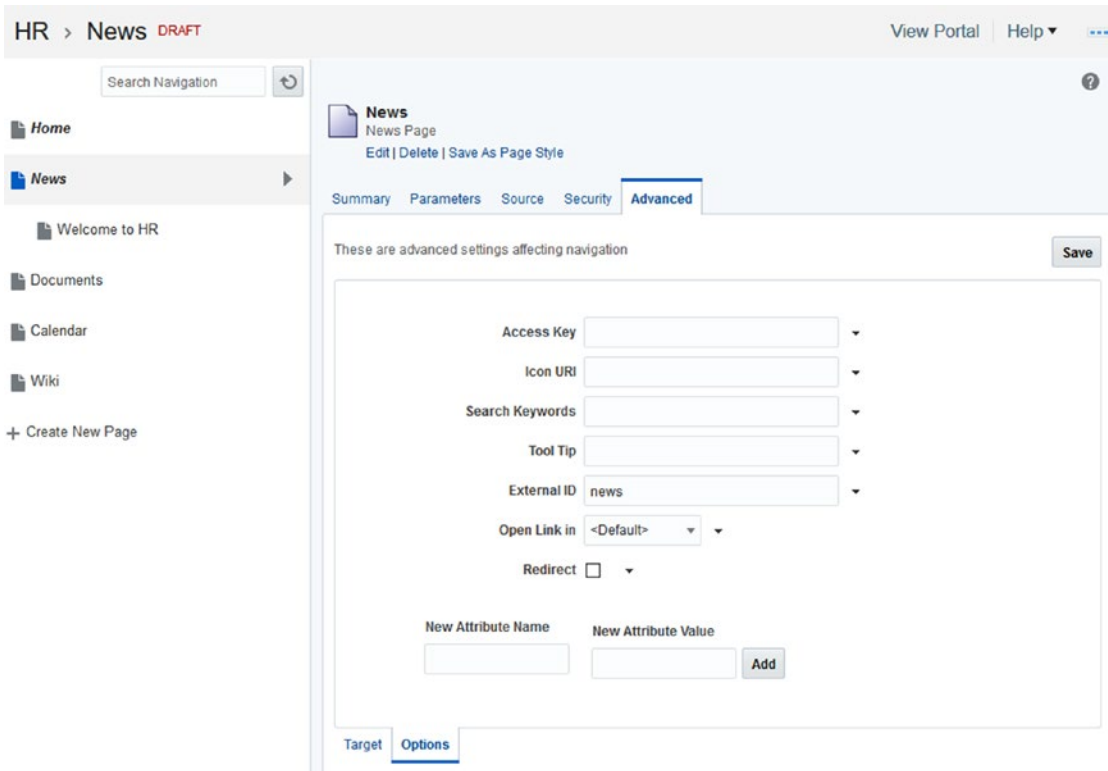 HR > News DRAFT
View Portal Help
Search Navigation
Home
News
Welcome to HR
Documents
Calendar
Wiki
+ Create New Page
News
News Page
Edit | Delete | Save As Page Style
Summary Parameters Source Security Advanced
These are advanced settings affecting navigation
Save
Access Key
Icon URI
Search Keywords
Tool Tip
External ID news
Open Link in <Default>
Redirect
New Attribute Name New Attribute Value
Add
Target Options